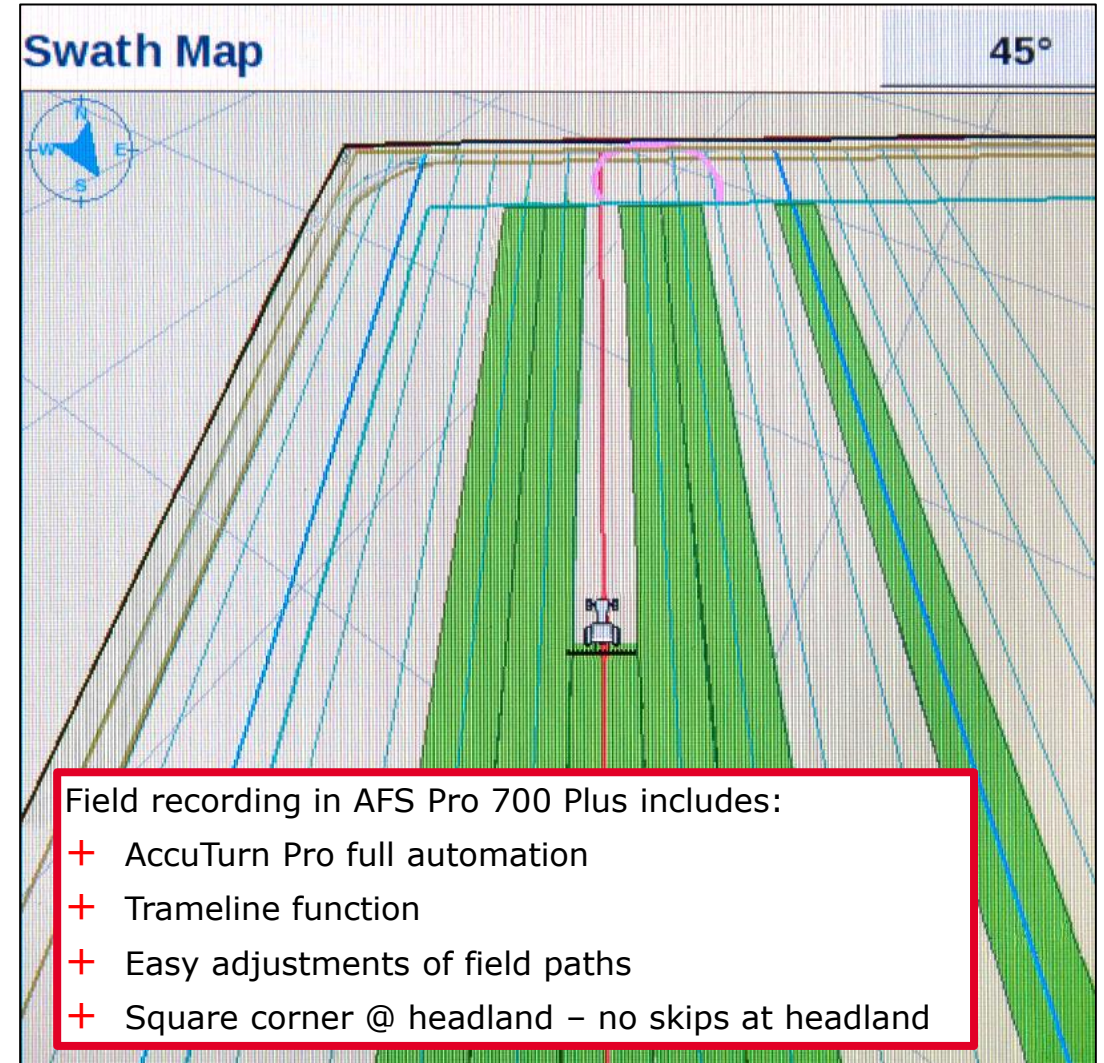 Swath Map
45°
N
W E
S
Field recording in AFS Pro 700 Plus includes:
+ AccuTurn Pro full automation
+ Trameline function
+ Easy adjustments of field paths
+ Square corner @ headland – no skips at headland